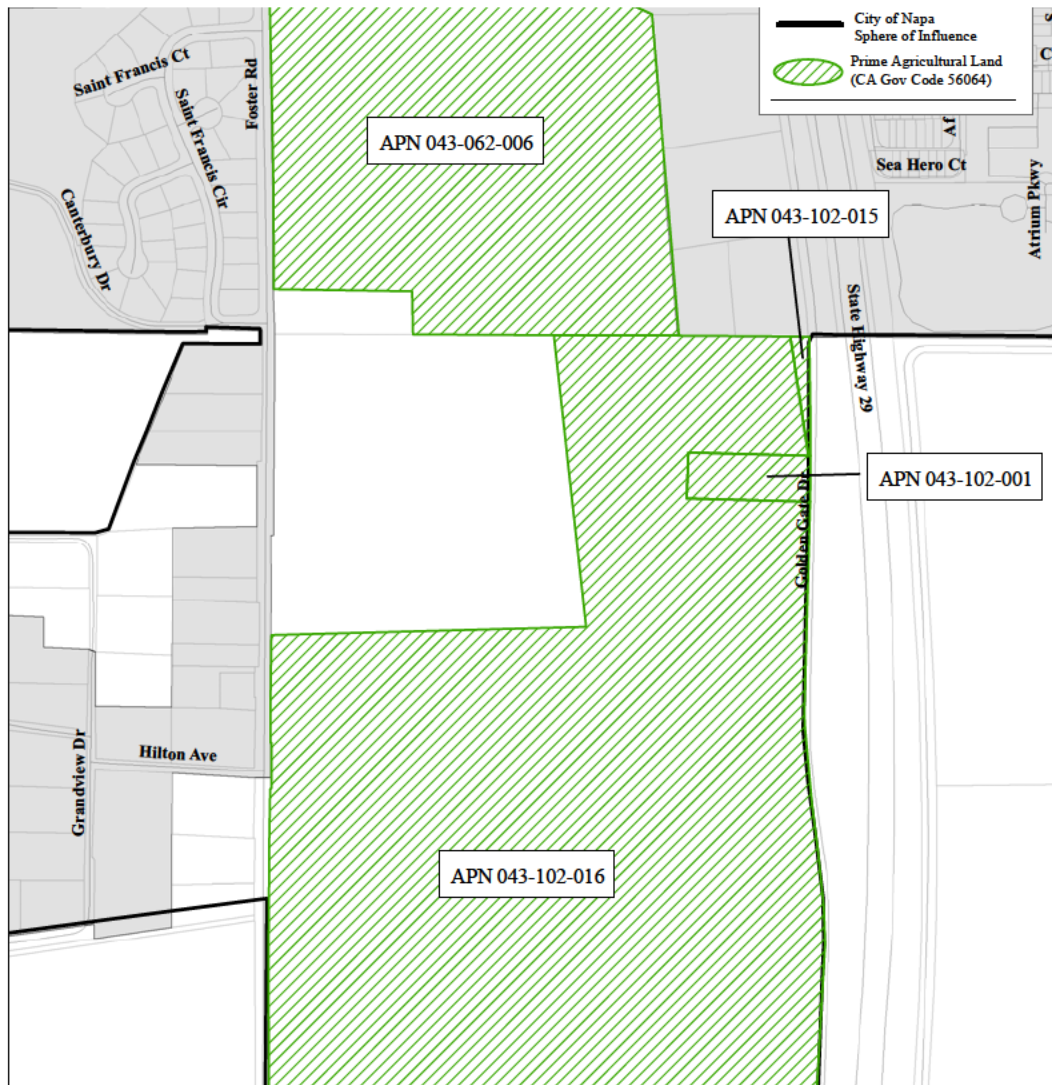 City of Napa
Sphere of Influence
Prime Agricultural Land
(CA Gov Code 56064)
Saint Francis Ct
Saint Francis Cir
Foster Rd
Canterbury Dr
APN 043-062-006
APN 043-102-015
Sea Hero Ct
Atrium Pkwy
State Highway 29
APN 043-102-001
Golden Gate Dr
Hilton Ave
Grandview Dr
APN 043-102-016